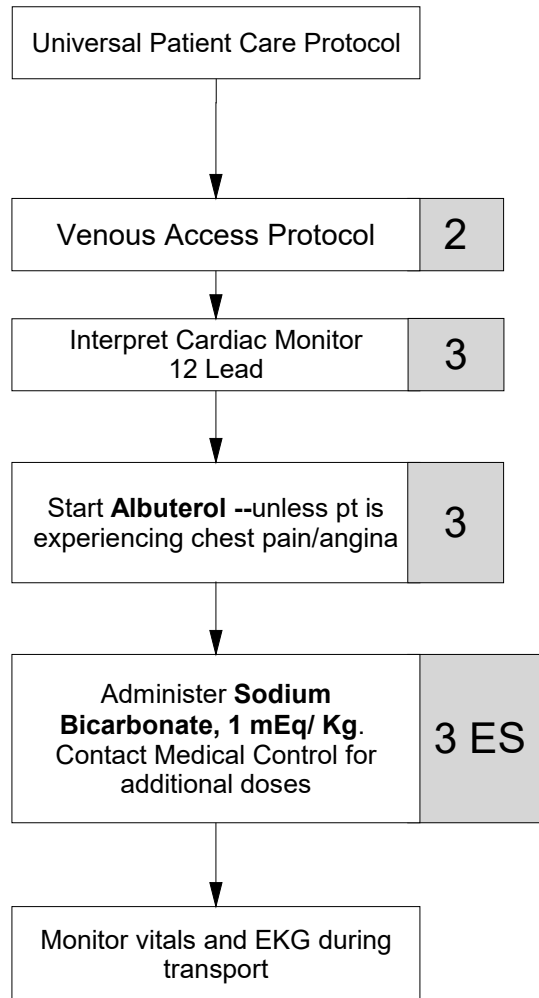 Universal Patient Care Protocol
Venous Access Protocol
2
Interpret Cardiac Monitor
12 Lead
3
Start Albuterol --unless pt is
experiencing chest pain/angina
3
Administer Sodium
Bicarbonate, 1 mEq/ Kg.
Contact Medical Control for
additional doses
3 ES
Monitor vitals and EKG during
transport